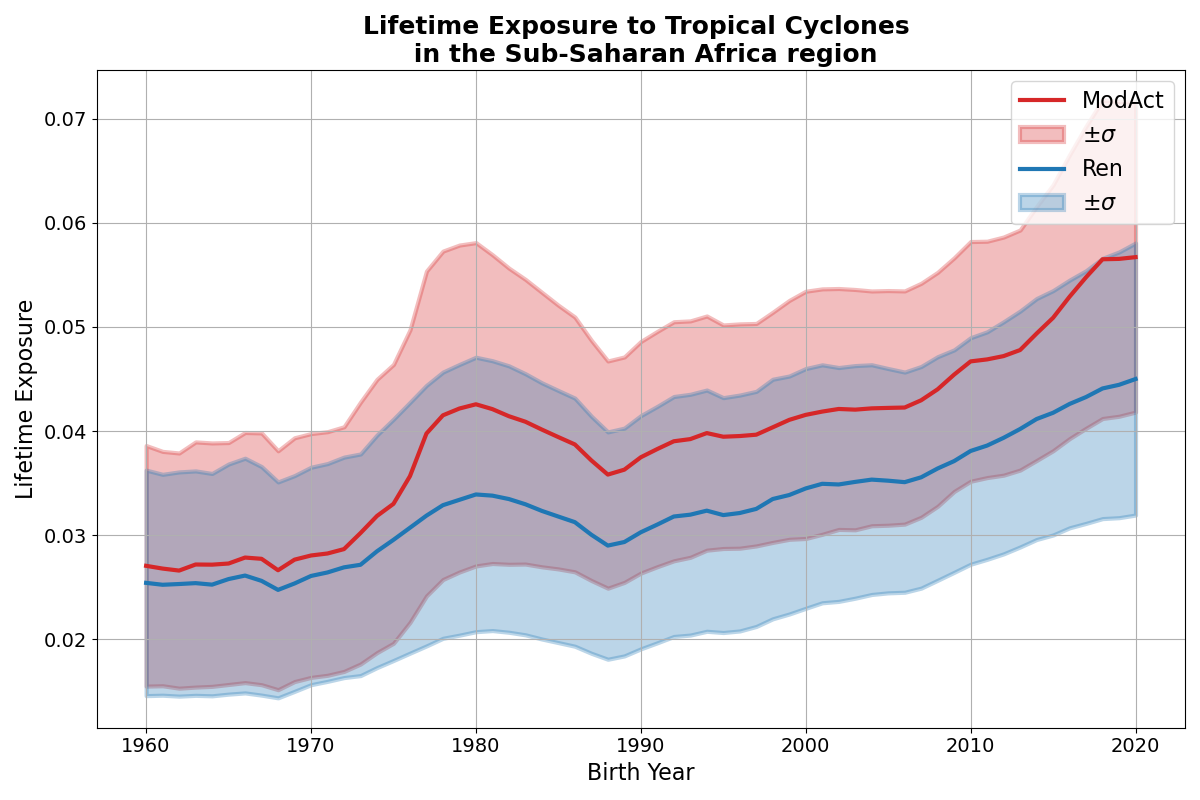 Lifetime Exposure to Tropical Cyclones
in the Sub-Saharan Africa region
ModAct
±σ
Ren
±σ
0.07
0.06
0.05
0.04
0.03
0.02
Lifetime Exposure
1960
1970
1980
1990
2000
2010
2020
Birth Year